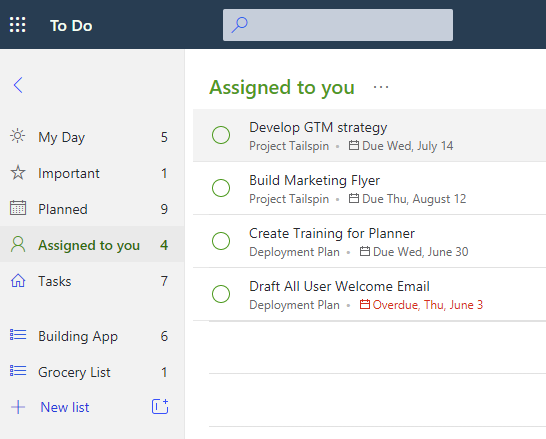 To Do
Assigned to you
My Day 5
Important 1
Planned 9
Assigned to you 4
Tasks 7
Building App 6
Grocery List 1
New list
Develop GTM strategy
Project Tailspin • Due Wed, July 14
Build Marketing Flyer
Project Tailspin • Due Thu, August 12
Create Training for Planner
Deployment Plan • Due Wed, June 30
Draft All User Welcome Email
Deployment Plan • Overdue, Thu, June 3